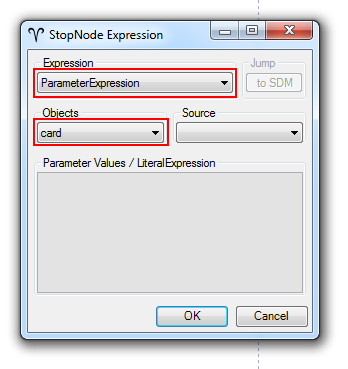 StopNode Expression
Expression
Jump
ParameterExpression
to SDM
Objects
Source
card
Parameter Values / LiteralExpression
OK
Cancel